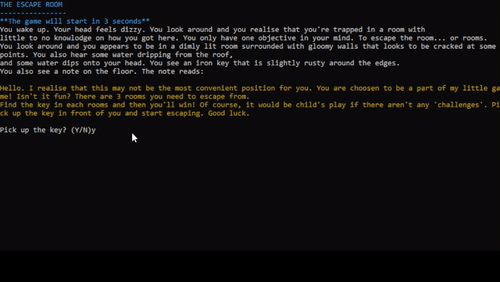 THE ESCAPE ROOM
----------------
**The game will start in 3 seconds**
You wake up. Your head feels dizzy. You look around and you realise that you're trapped in a room with
little to no knowlodge on how you got here. You only have one objective in your mind. To escape the room... or rooms.
You look around and you appears to be in a dimly lit room surrounded with gloomy walls that looks to be cracked at some
points. You also hear some water dripping from the roof,
and some water dips onto your head. You see an iron key that is slightly rusty around the edges.
You also see a note on the floor. The note reads:
Hello. I realise that this may not be the most convenient position for you. You are choosen to be a part of my little ga
me! Isn't it fun? There are 3 rooms you need to escape from.
Find the key in each rooms and then you'll win! Of course, it would be child's play if there aren't any 'challenges'. Pi
ck up the key in front of you and start escaping. Good luck.
Pick up the key? (Y/N)y